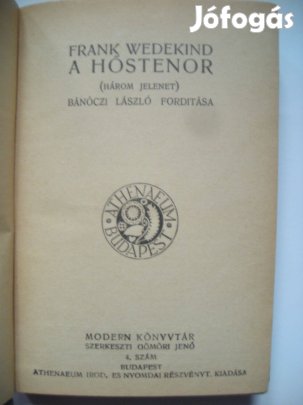 Jófogás
FRANK WEDEKIND
A HŐSTENOR
(HÁROM JELENET)
BÁNÓCZI LÁSZLÓ FORDITÁSA
ATHENAEUM
BUDAPEST
MODERN KÖNYVTÁR
SZERKESZTI GÖMÖRI JENŐ
4. SZÁM
BUDAPEST
ATHENAEUM IROD. ÉS NYOMDAI RÉSZVÉNYT. KIADÁSA